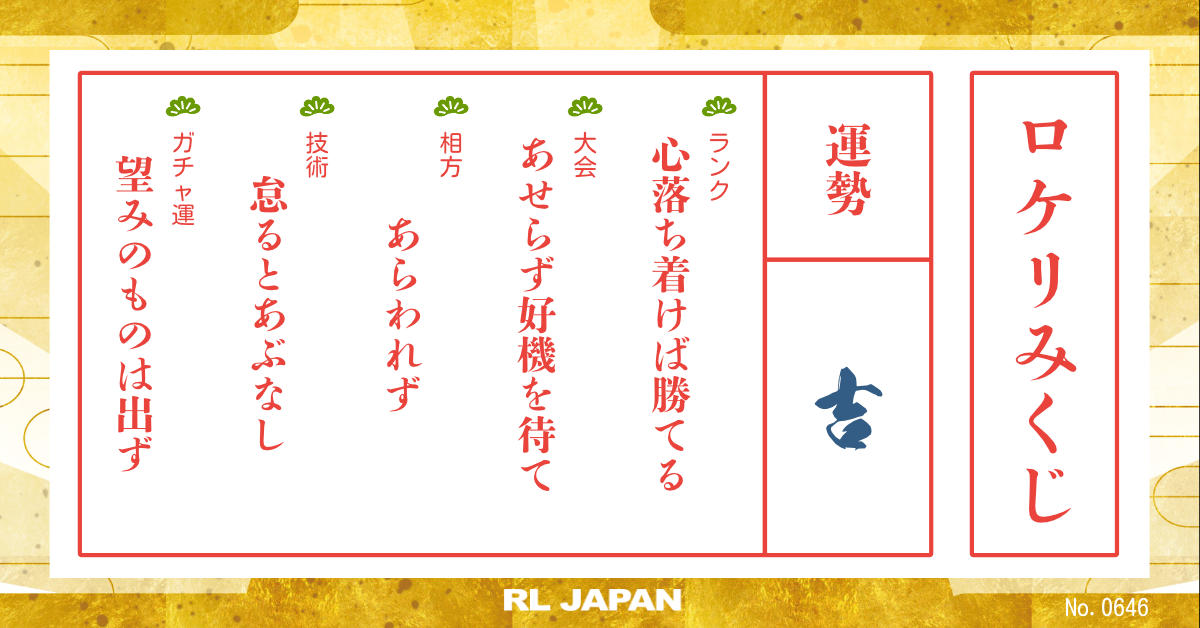 ロケリみくじ
運勢
吉
ランク
心落ち着けば勝てる
大会
あせらず好機を待て
相方
あらわれず
技術
怠るとあぶなし
ガチャ運
望みのものは出ず
RL JAPAN
No. 0646